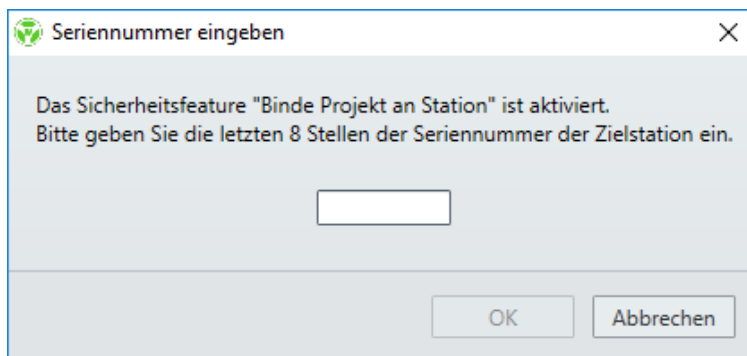 Seriennummer eingeben
Das Sicherheitsfeature "Binde Projekt an Station" ist aktiviert.
Bitte geben Sie die letzten 8 Stellen der Seriennummer der Zielstation ein.
OK
Abbrechen